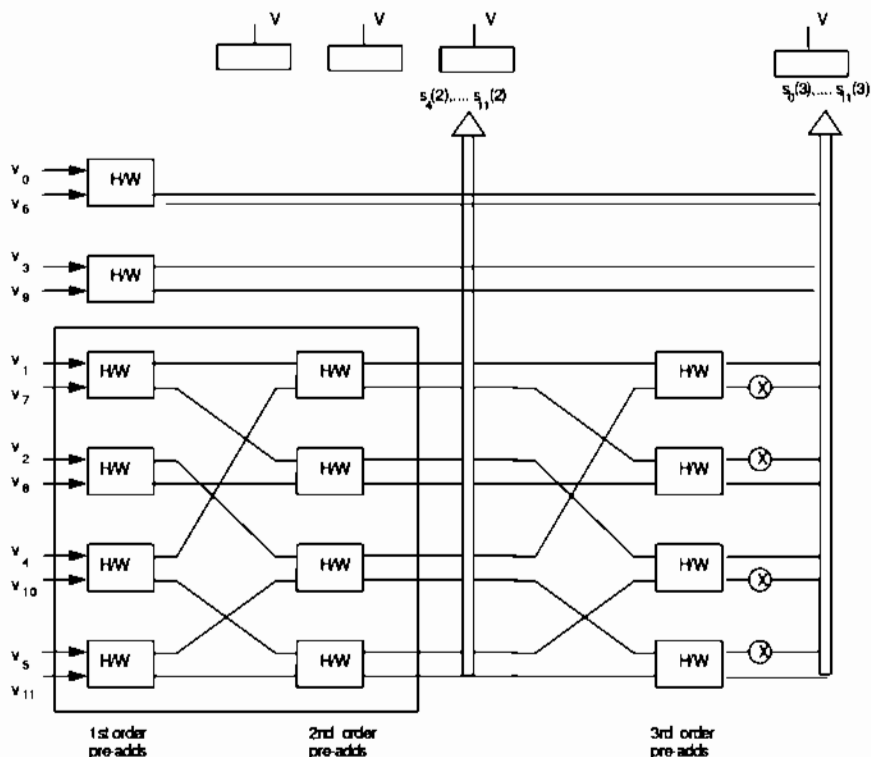 V V V V
s4(2),.... s11(2) s0(3),.... s11(3)
v0 H/W
v6
v3 H/W
v9
v1 H/W H/W H/W
v7 X
v2 H/W H/W H/W X
v8
v4 H/W H/W H/W
v10 X
v5 H/W H/W H/W X
v11
1st order 2nd order 3rd order
pre-adds pre-adds pre-adds